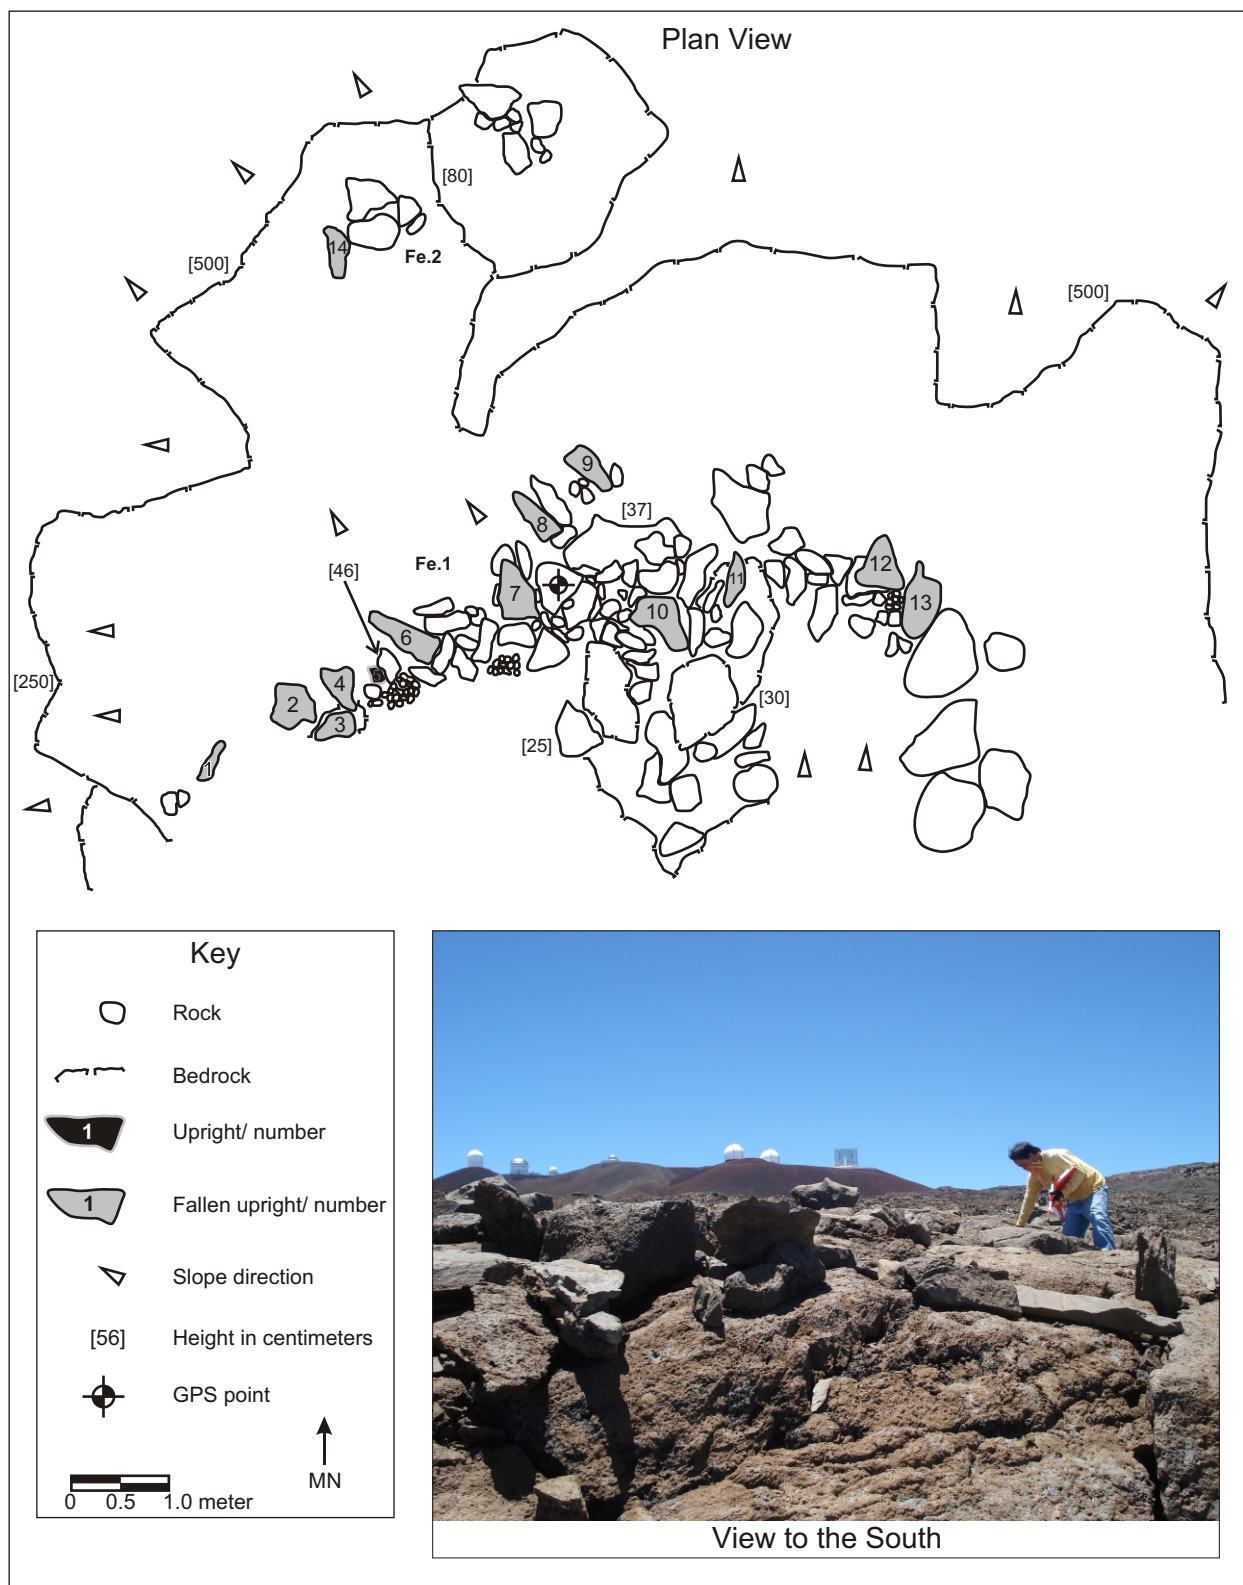 Plan View
[80]
14
Fe.2
[500]
[500]
9
8
[37]
[46]
Fe.1
7
11
12
13
10
6
5
4
2
3
[250]
[30]
[25]
1
Key
Rock
Bedrock
1 Upright/ number
1 Fallen upright/ number
Slope direction
[56] Height in centimeters
GPS point
MN
0 0.5 1.0 meter
View to the South